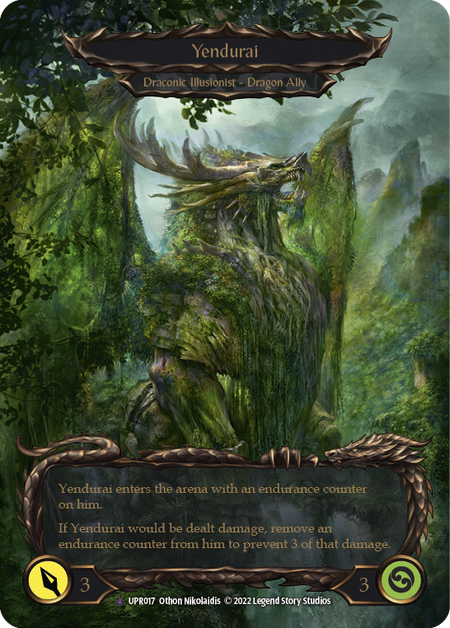 Yendurai
Draconic Illusionist - Dragon Ally
Yendurai enters the arena with an endurance counter
on him.
If Yendurai would be dealt damage, remove an
endurance counter from him to prevent 3 of that damage.
3
3
UPR017 Othon Nikolaidis © 2022 Legend Story Studios